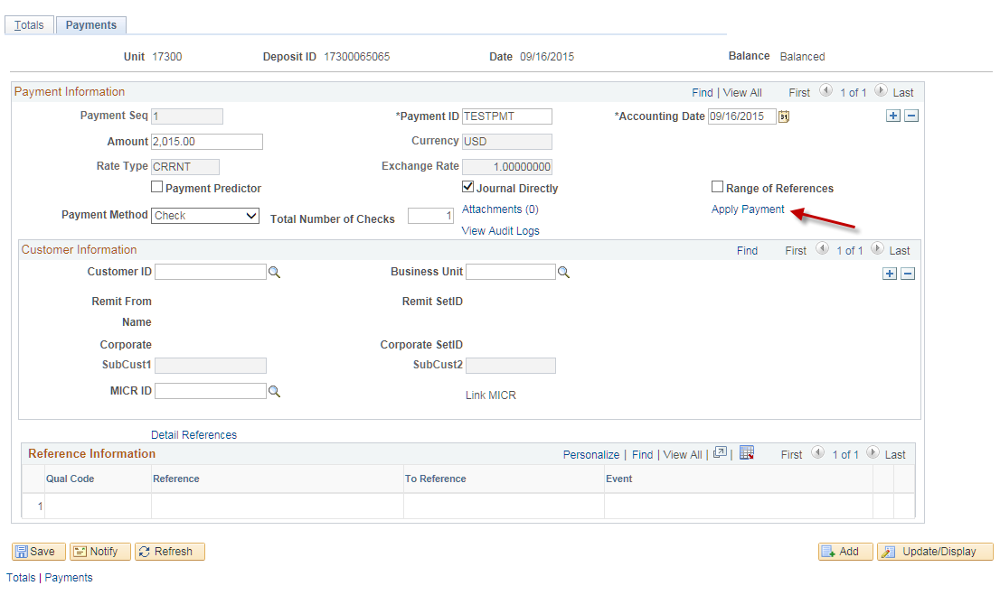 Totals Payments
Unit 17300 Deposit ID 17300065065 Date 09/16/2015 Balance Balanced
Payment Information Find | View All First 1 of 1 Last
Payment Seq 1 *Payment ID TESTPMT *Accounting Date 09/16/2015 31
Amount 2,015.00 Currency USD
Rate Type CRRNT Exchange Rate 1.00000000
Payment Predictor Journal Directly Range of References
Payment Method Check Total Number of Checks 1 Attachments (0) Apply Payment
View Audit Logs
Customer Information Find First 1 of 1 Last
Customer ID Business Unit
Remit From Remit SetID
Name
Corporate Corporate SetID
SubCust1 SubCust2
MICR ID Link MICR
Detail References
Reference Information Personalize | Find | View All | | First 1 of 1 Last
Qual Code Reference To Reference Event
1
Save Notify Refresh Add Update/Display
Totals | Payments